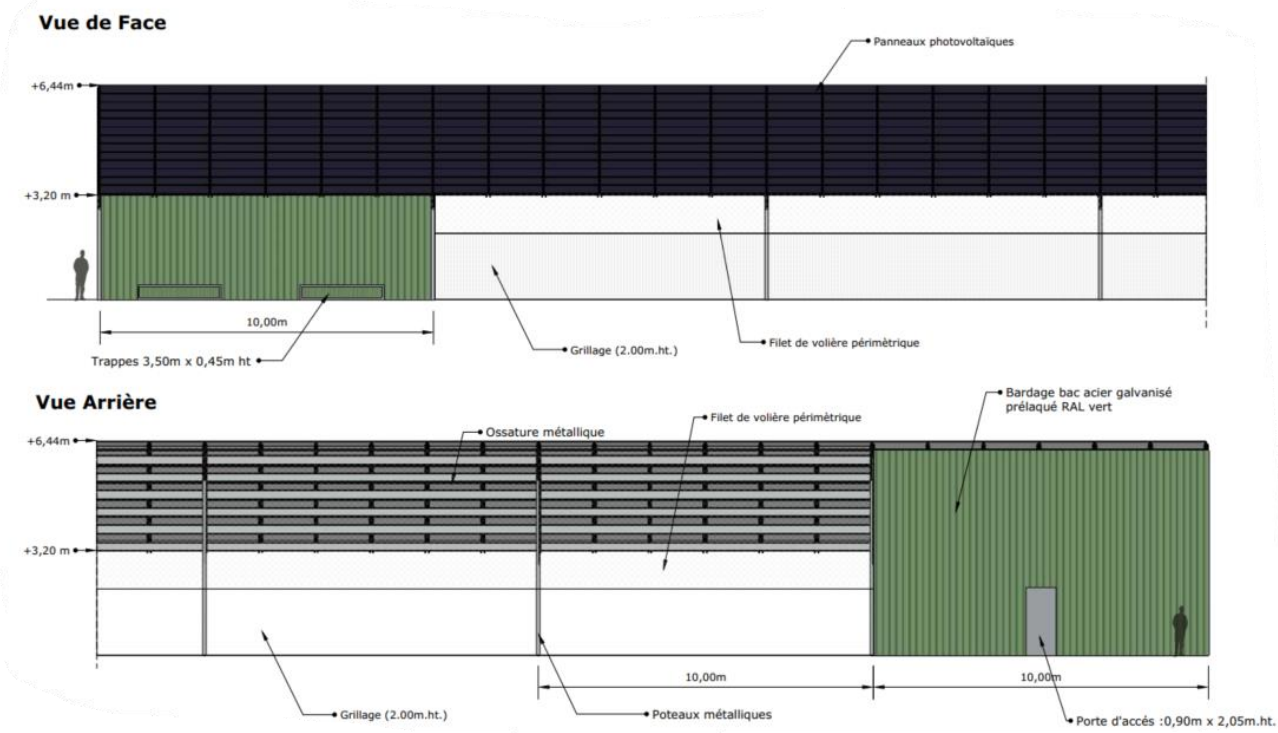 Vue de Face
Panneaux photovoltaïques
+6,44m
+3,20 m
10,00m
Grillage (2.00m.ht.)
Filet de volière périmètrique
Trappes 3,50m x 0,45m ht
Vue Arrière
Bardage bac acier galvanisé
prélaqué RAL vert
Filet de volière périmètrique
Ossature métallique
+6,44m
+3,20 m
10,00m
10,00m
Grillage (2.00m.ht.)
Poteaux métalliques
Porte d'accés :0,90m x 2,05m.ht.